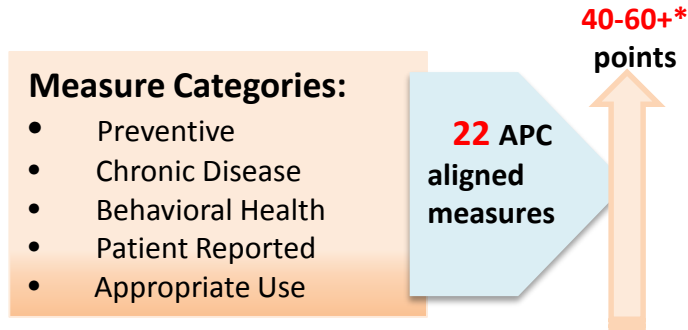 40-60+*
points
Measure Categories:
• Preventive
• Chronic Disease
• Behavioral Health
• Patient Reported
• Appropriate Use
22 APC
aligned
measures